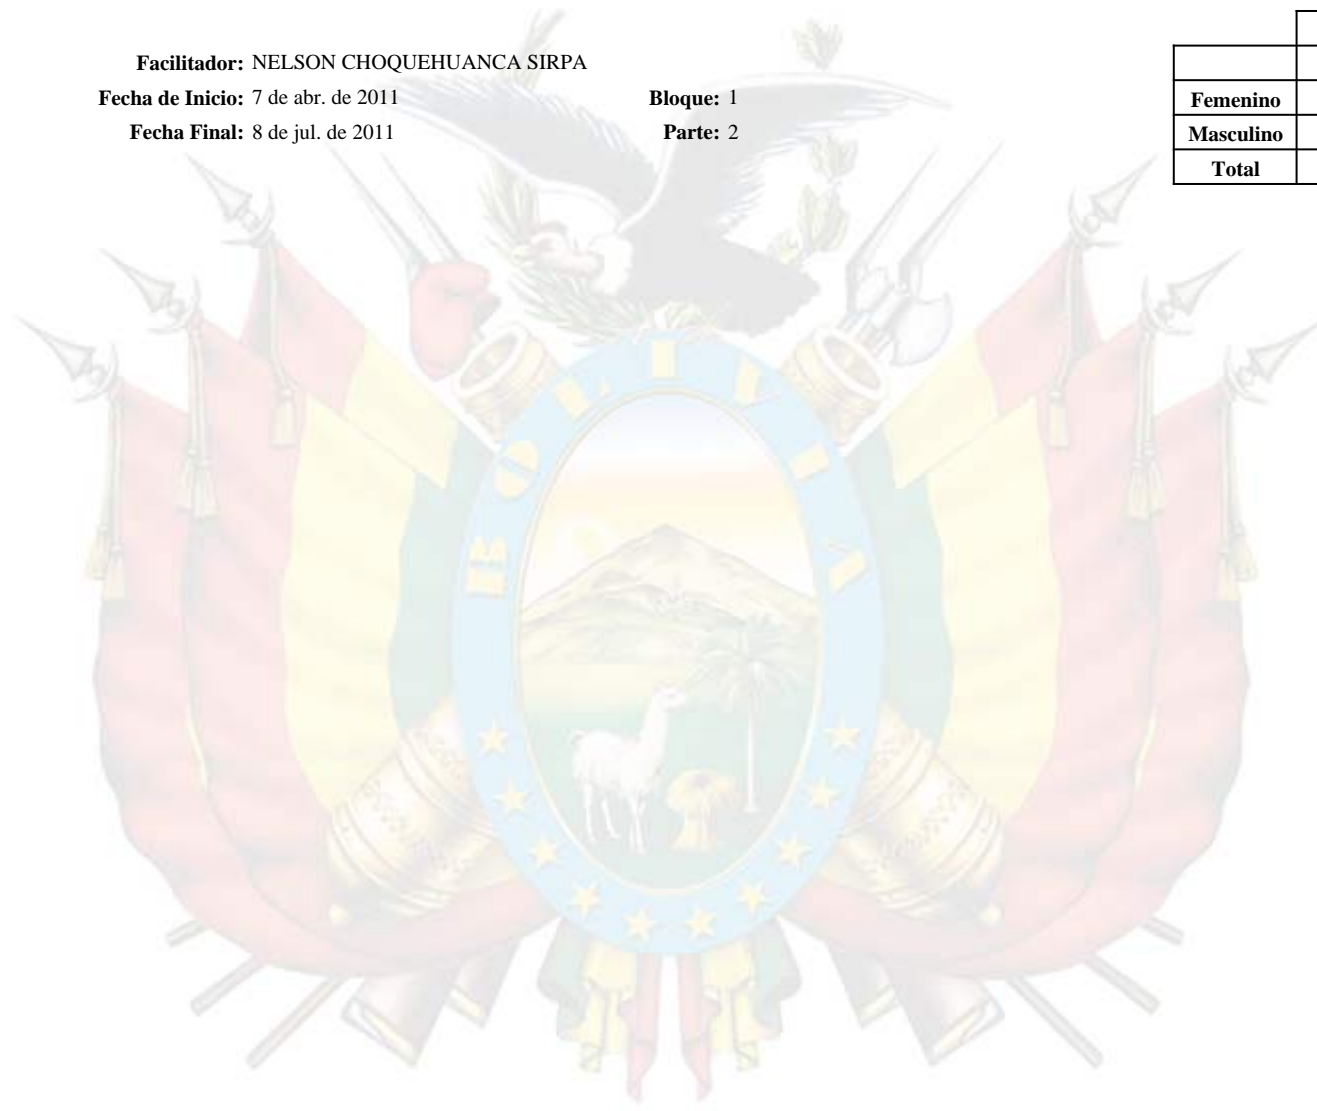 Facilitador: NELSON CHOQUEHUANCA SIRPA
Fecha de Inicio: 7 de abr. de 2011 Bloque: 1
Fecha Final: 8 de jul. de 2011 Parte: 2
Femenino
Masculino
Total
BOLIVIA